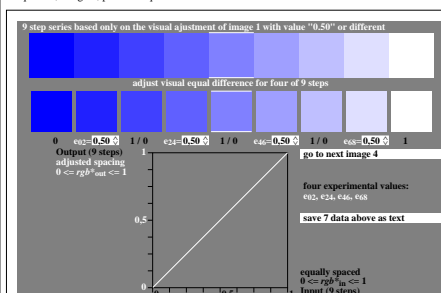 9 step series based only on the visual ajustment of image 1 with value "0.50" or different
adjust visual equal difference for four of 9 steps
0 e02=0,50 1 / 0 e24=0,50 1 / 0 e46=0,50 1 / 0 e68=0,50 1
Output (9 steps)
adjusted spacing
0 <= rgb*out <= 1
1
go to next image 4
four experimental values:
e02, e24, e46, e68
0,5
save 7 data above as text
equally spaced
0 <= rgb*in <= 1
0
0 0,5 1
Input (9 steps)